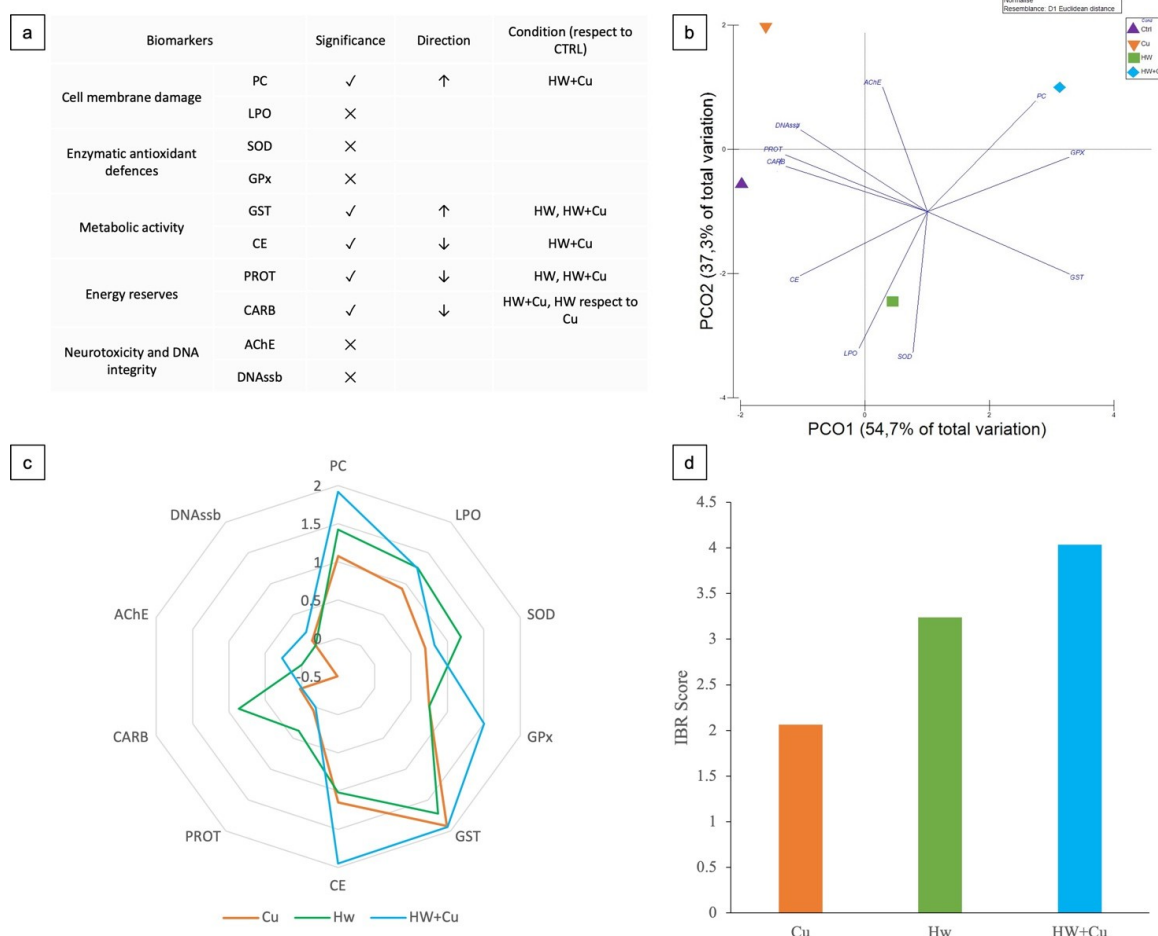 a
Biomarkers Significance Direction Condition (respect to
CTRL)
Cell membrane damage
PC ✓ ↑ HW+Cu
LPO ✕
Enzymatic antioxidant
defences
SOD ✕
GPx ✕
Metabolic activity
GST ✓ ↑ HW, HW+Cu
CE ✓ ↓ HW+Cu
Energy reserves
PROT ✓ ↓ HW, HW+Cu
CARB ✓ ↓ HW+Cu, HW respect to
Cu
Neurotoxicity and DNA
integrity
AChE ✕
DNAssb ✕
b
Normalise
Resemblance: D1 Euclidean distance
Ctrl
Cu
HW
HW+C
2
0
-2
-4
-2
0
2
4
PCO2 (37,3% of total variation)
PCO1 (54,7% of total variation)
AChE
PC
DNAssb
PROT
CARB
GPX
CE
GST
LPO
SOD
c
PC
LPO
SOD
GPx
GST
CE
PROT
CARB
AChE
DNAssb
2
1.5
1
0,5
0
-0.5
Cu
Hw
HW+Cu
d
IBR Score
4.5
4
3.5
3
2.5
2
1.5
1
0.5
0
Cu
Hw
HW+Cu